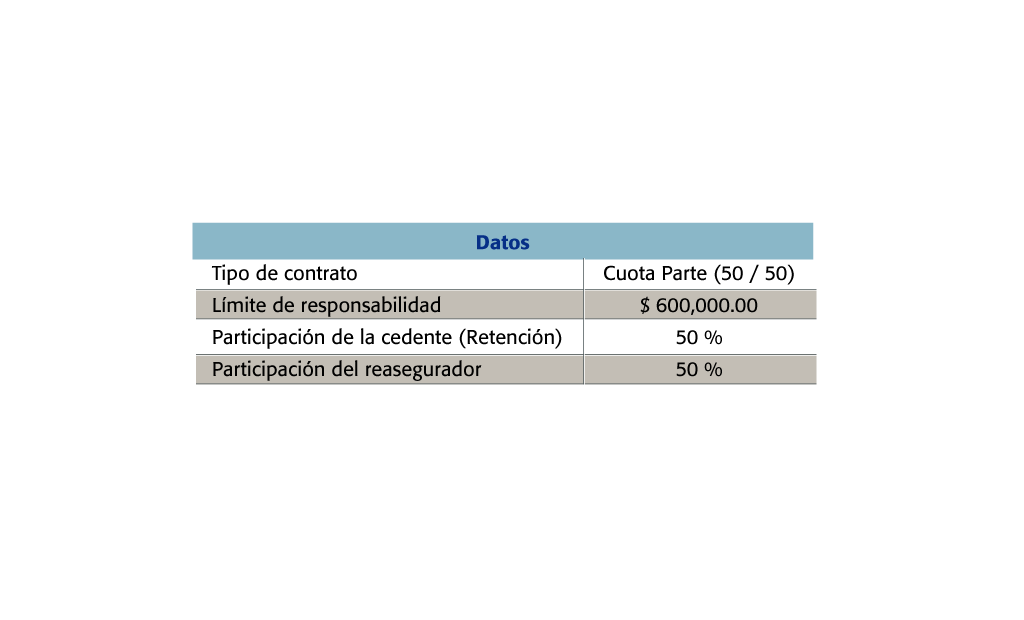 Datos
Tipo de contrato Cuota Parte (50 / 50)
Límite de responsabilidad $ 600,000.00
Participación de la cedente (Retención) 50 %
Participación del reasegurador 50 %